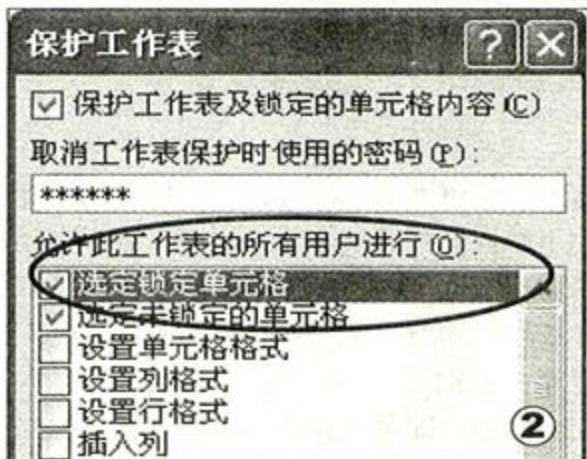 保护工作表
保护工作表及锁定的单元格内容(C)
取消工作表保护时使用的密码(P):
******
允许此工作表的所有用户进行(O):
选定锁定单元格
选定未锁定的单元格
设置单元格格式
设置列格式
设置行格式
插入列
②